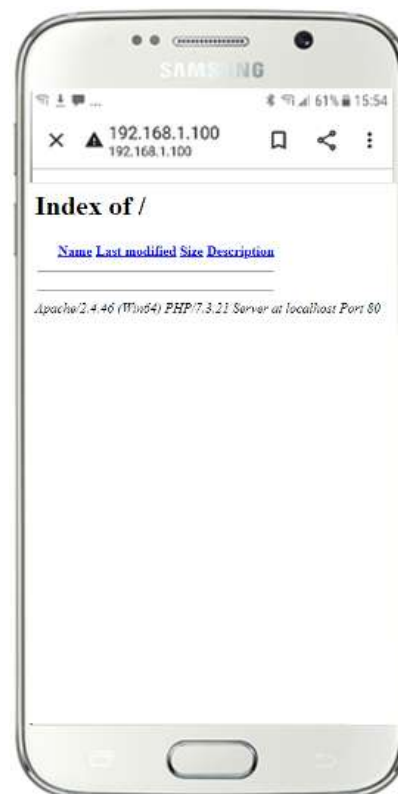 SAMSUNG
... 61% 15:54
192.168.1.100
192.168.1.100
Index of /
Name Last modified Size Description
Apache/2.4.46 (Win64) PHP/7.3.21 Server at localhost Port 80